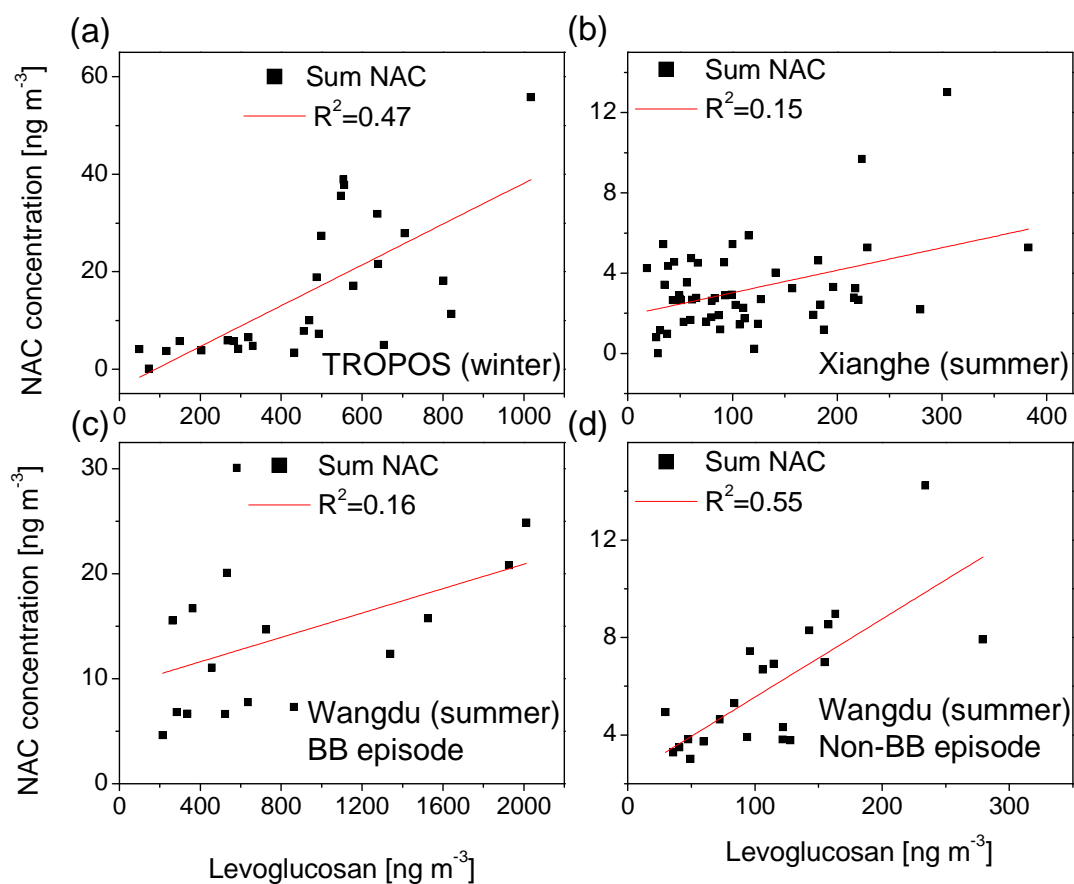 (a)
Sum NAC
R²=0.47
TROPOS (winter)
60
40
20
0
0 200 400 600 800 1000
NAC concentration [ng m⁻³]
(b)
Sum NAC
R²=0.15
Xianghe (summer)
12
8
4
0
0 100 200 300 400
(c)
Sum NAC
R²=0.16
Wangdu (summer)
BB episode
30
20
10
0
0 400 800 1200 1600 2000
NAC concentration [ng m⁻³]
Levoglucosan [ng m⁻³]
(d)
Sum NAC
R²=0.55
Wangdu (summer)
Non-BB episode
12
8
4
0 100 200 300
Levoglucosan [ng m⁻³]